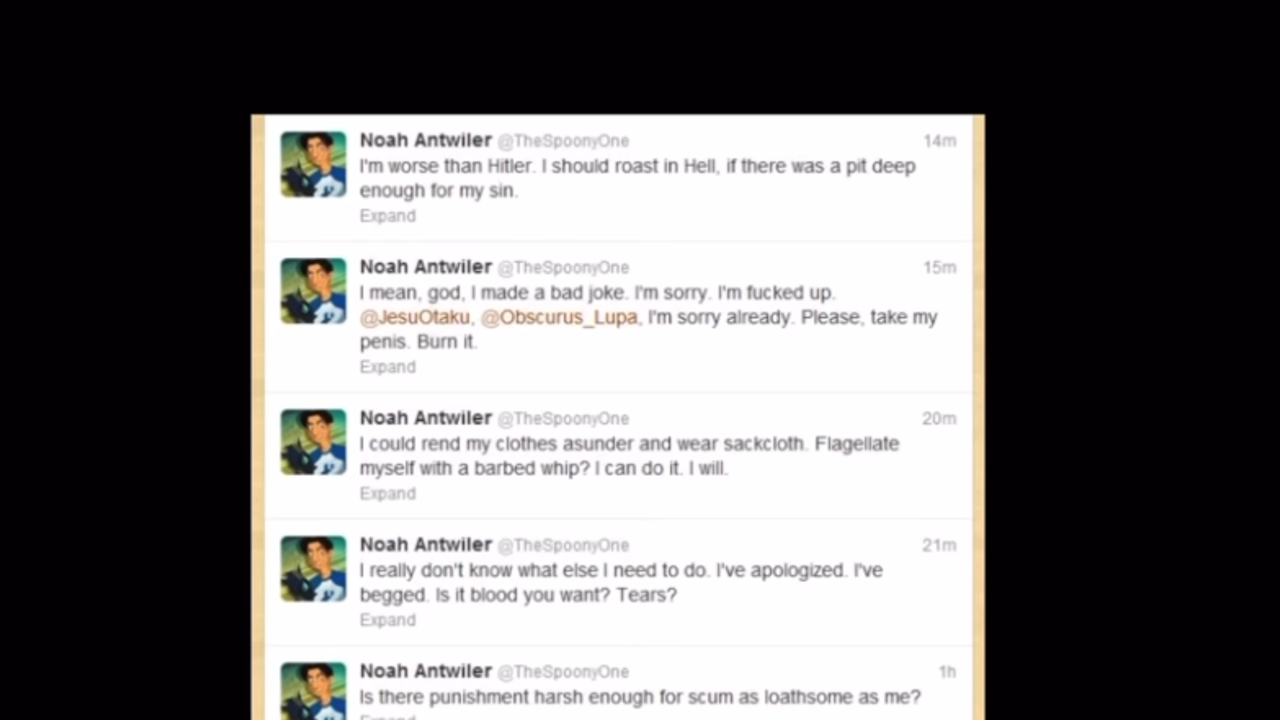 Noah Antwiler @TheSpoonyOne 14m
I'm worse than Hitler. I should roast in Hell, if there was a pit deep
enough for my sin.
Expand
Noah Antwiler @TheSpoonyOne 15m
I mean, god, I made a bad joke. I'm sorry. I'm fucked up.
@JesuOtaku, @Obscurus_Lupa, I'm sorry already. Please, take my
penis. Burn it.
Expand
Noah Antwiler @TheSpoonyOne 20m
I could rend my clothes asunder and wear sackcloth. Flagellate
myself with a barbed whip? I can do it. I will.
Expand
Noah Antwiler @TheSpoonyOne 21m
I really don't know what else I need to do. I've apologized. I've
begged. Is it blood you want? Tears?
Expand
Noah Antwiler @TheSpoonyOne 1h
Is there punishment harsh enough for scum as loathsome as me?
Expand